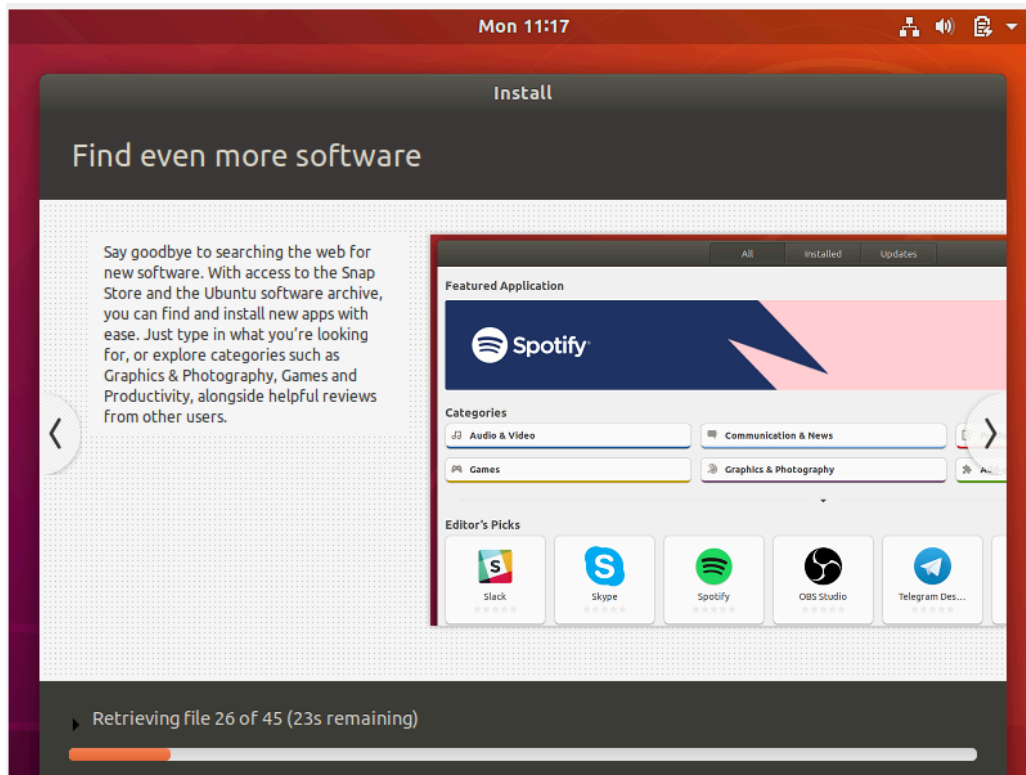 Mon 11:17
Install
Find even more software
Say goodbye to searching the web for
new software. With access to the Snap
Store and the Ubuntu software archive,
you can find and install new apps with
ease. Just type in what you're looking
for, or explore categories such as
Graphics & Photography, Games and
Productivity, alongside helpful reviews
from other users.
All Installed Updates
Featured Application
Spotify
Categories
Audio & Video Communication & News
Games Graphics & Photography
Editor's Picks
S S
Slack Skype Spotify OBS Studio Telegram Des...
Retrieving file 26 of 45 (23s remaining)